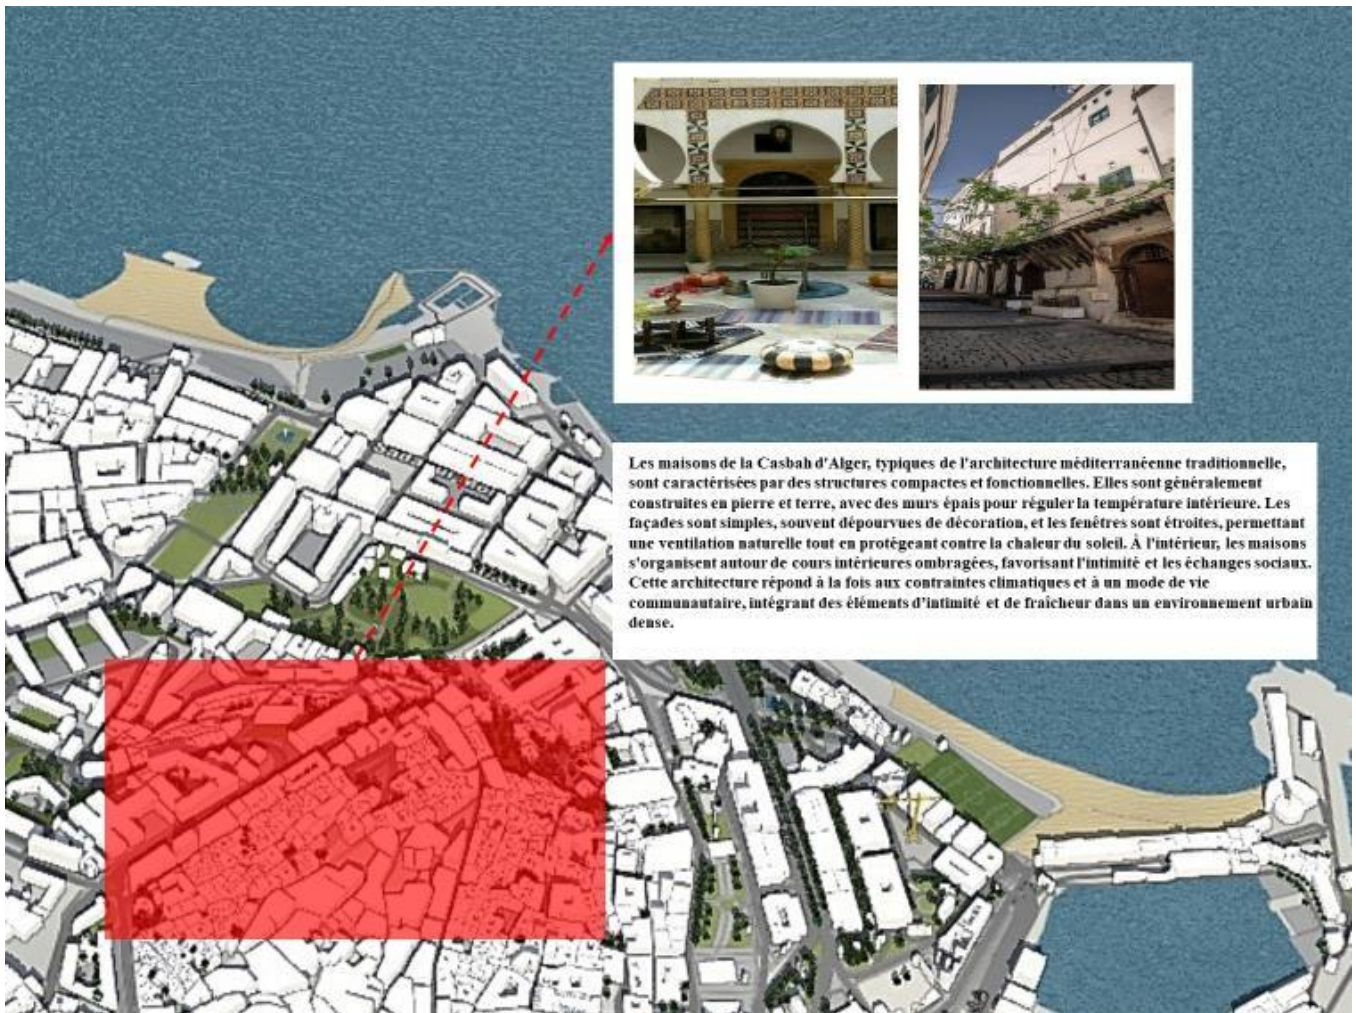 Les maisons de la Casbah d'Alger, typiques de l'architecture méditerranéenne traditionnelle,
sont caractérisées par des structures compactes et fonctionnelles. Elles sont généralement
construites en pierre et terre, avec des murs épais pour réguler la température intérieure. Les
façades sont simples, souvent dépourvues de décoration, et les fenêtres sont étroites, permettant
une ventilation naturelle tout en protégeant contre la chaleur du soleil. À l'intérieur, les maisons
s'organisent autour de cours intérieures ombragées, favorisant l'intimité et les échanges sociaux.
Cette architecture répond à la fois aux contraintes climatiques et à un mode de vie
communautaire, intégrant des éléments d'intimité et de fraîcheur dans un environnement urbain
dense.